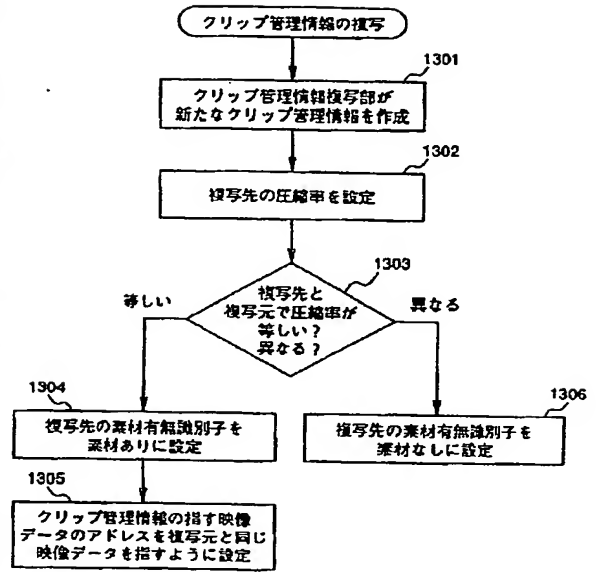 クリップ管理情報の複写
1301
クリップ管理情報複写部が
新たなクリップ管理情報を作成
1302
複写先の圧縮率を設定
1303
複写先と
複写元で圧縮率が
等しい?
異なる?
等しい
異なる
1304
複写先の素材有無識別子を
素材ありに設定
1306
複写先の素材有無識別子を
素材なしに設定
1305
クリップ管理情報の指す映像
データのアドレスを複写元と同じ
映像データを指すように設定